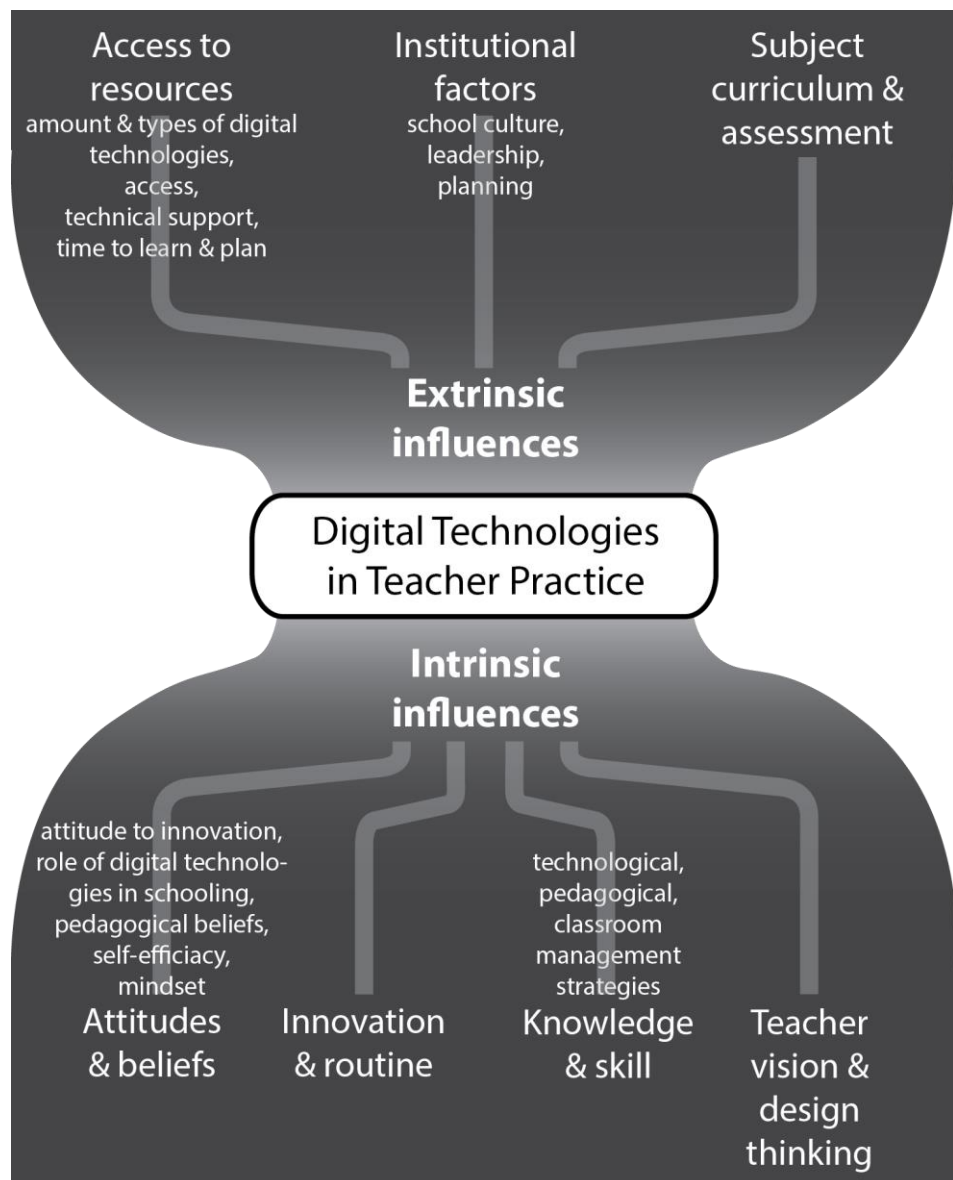 Access to
resources
amount & types of digital
technologies,
access,
technical support,
time to learn & plan
Institutional
factors
school culture,
leadership,
planning
Subject
curriculum &
assessment
Extrinsic
influences
Digital Technologies
in Teacher Practice
Intrinsic
influences
attitude to innovation,
role of digital technolo-
gies in schooling,
pedagogical beliefs,
self-efficiacy,
mindset
Attitudes
& beliefs
Innovation
& routine
technological,
pedagogical,
classroom
management
strategies
Knowledge
& skill
Teacher
vision &
design
thinking